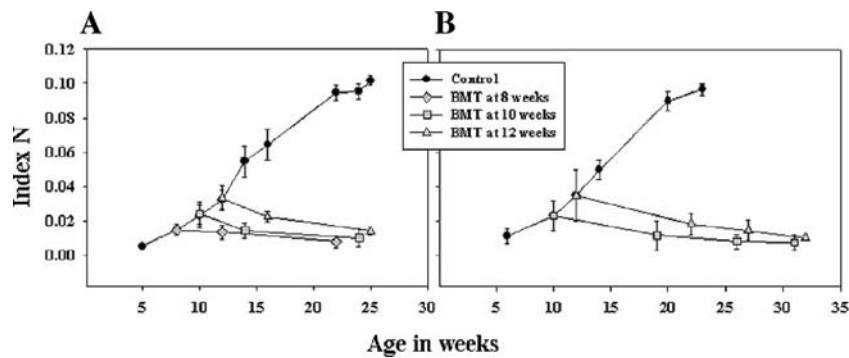 A
B
Index N
0.12
0.10
0.08
0.06
0.04
0.02
0.00
Control
BMT at 8 weeks
BMT at 10 weeks
BMT at 12 weeks
5 10 15 20 25 30
5 10 15 20 25 30 35
Age in weeks